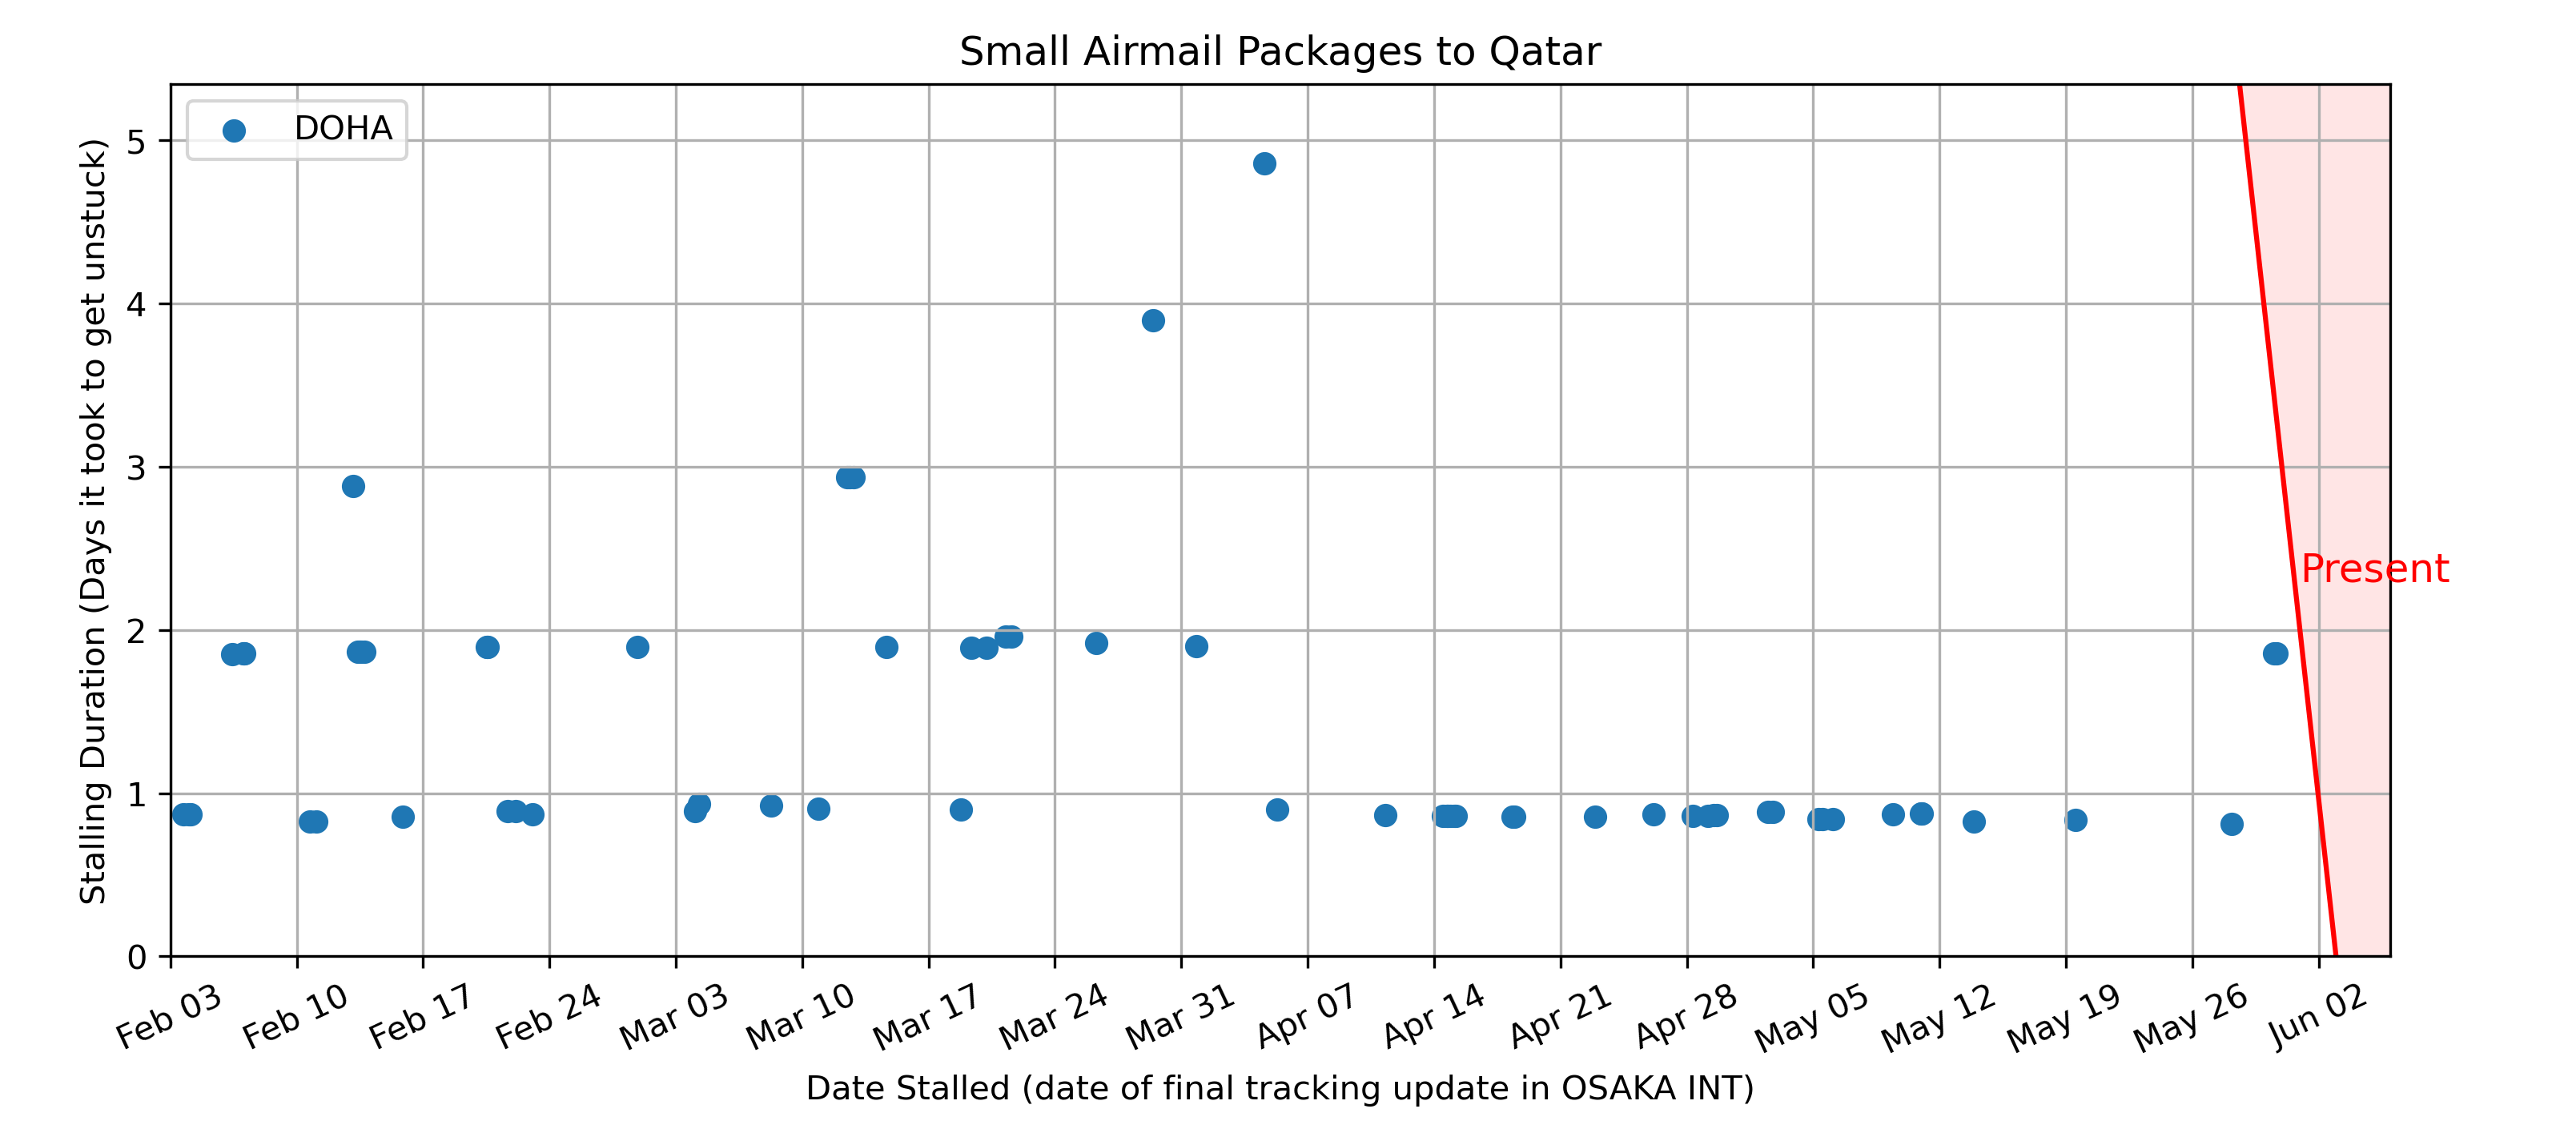 Small Airmail Packages to Qatar
DOHA
5
4
3
2
1
0
Stalling Duration (Days it took to get unstuck)
Present
Feb 03
Feb 10
Feb 17
Feb 24
Mar 03
Mar 10
Mar 17
Mar 24
Mar 31
Apr 07
Apr 14
Apr 21
Apr 28
May 05
May 12
May 19
May 26
Jun 02
Date Stalled (date of final tracking update in OSAKA INT)